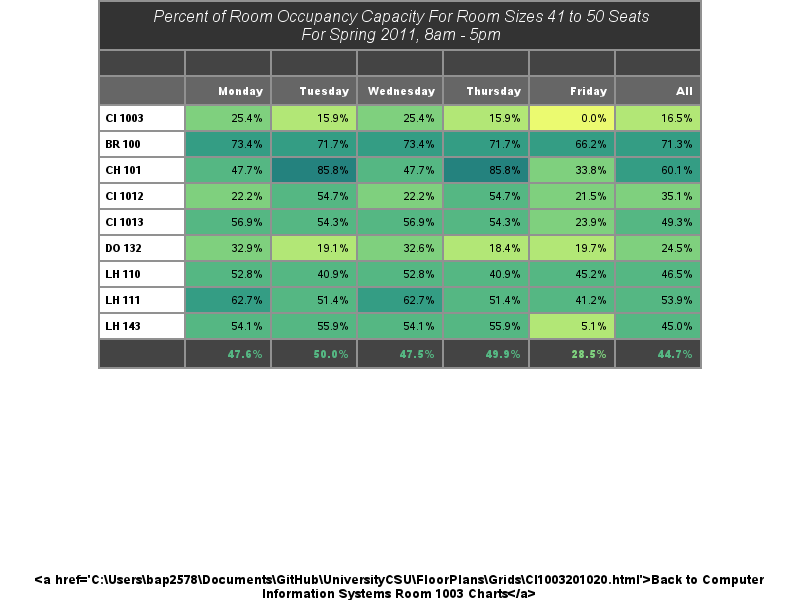 Percent of Room Occupancy Capacity For Room Sizes 41 to 50 Seats
For Spring 2011, 8am - 5pm
Monday Tuesday Wednesday Thursday Friday All
CI 1003 25.4% 15.9% 25.4% 15.9% 0.0% 16.5%
BR 100 73.4% 71.7% 73.4% 71.7% 66.2% 71.3%
CH 101 47.7% 85.8% 47.7% 85.8% 33.8% 60.1%
CI 1012 22.2% 54.7% 22.2% 54.7% 21.5% 35.1%
CI 1013 56.9% 54.3% 56.9% 54.3% 23.9% 49.3%
DO 132 32.9% 19.1% 32.6% 18.4% 19.7% 24.5%
LH 110 52.8% 40.9% 52.8% 40.9% 45.2% 46.5%
LH 111 62.7% 51.4% 62.7% 51.4% 41.2% 53.9%
LH 143 54.1% 55.9% 54.1% 55.9% 5.1% 45.0%
47.6% 50.0% 47.5% 49.9% 28.5% 44.7%
<a href='C:\Users\bap2578\Documents\GitHub\UniversityCSU\FloorPlans\Grids\CI1003201020.html'>Back to Computer
Information Systems Room 1003 Charts</a>